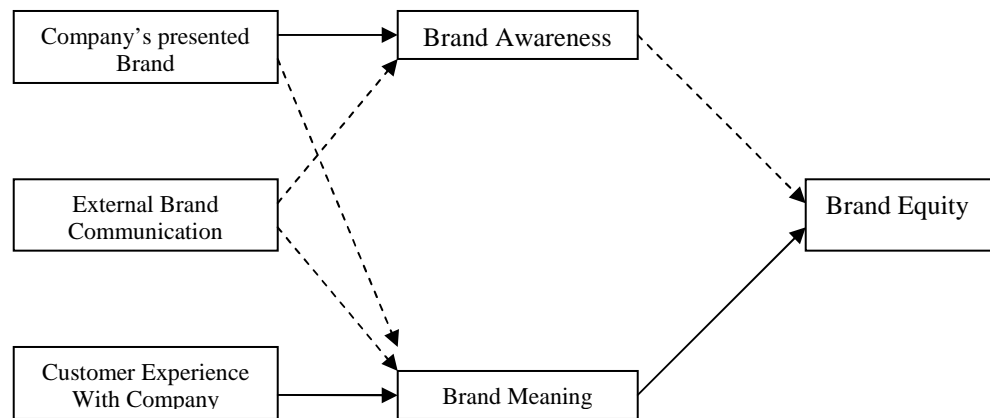 Company’s presented
Brand
Brand Awareness
External Brand
Communication
Brand Equity
Customer Experience
With Company
Brand Meaning